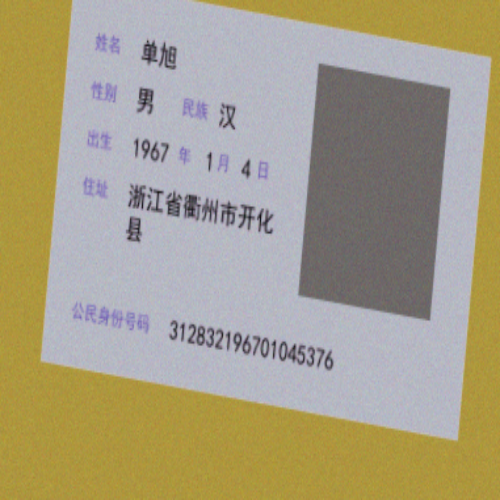 姓名 单旭
性别 男 民族 汉
出生 1967 年 1 月 4 日
住址 浙江省衢州市开化
县
公民身份号码 312832196701045376